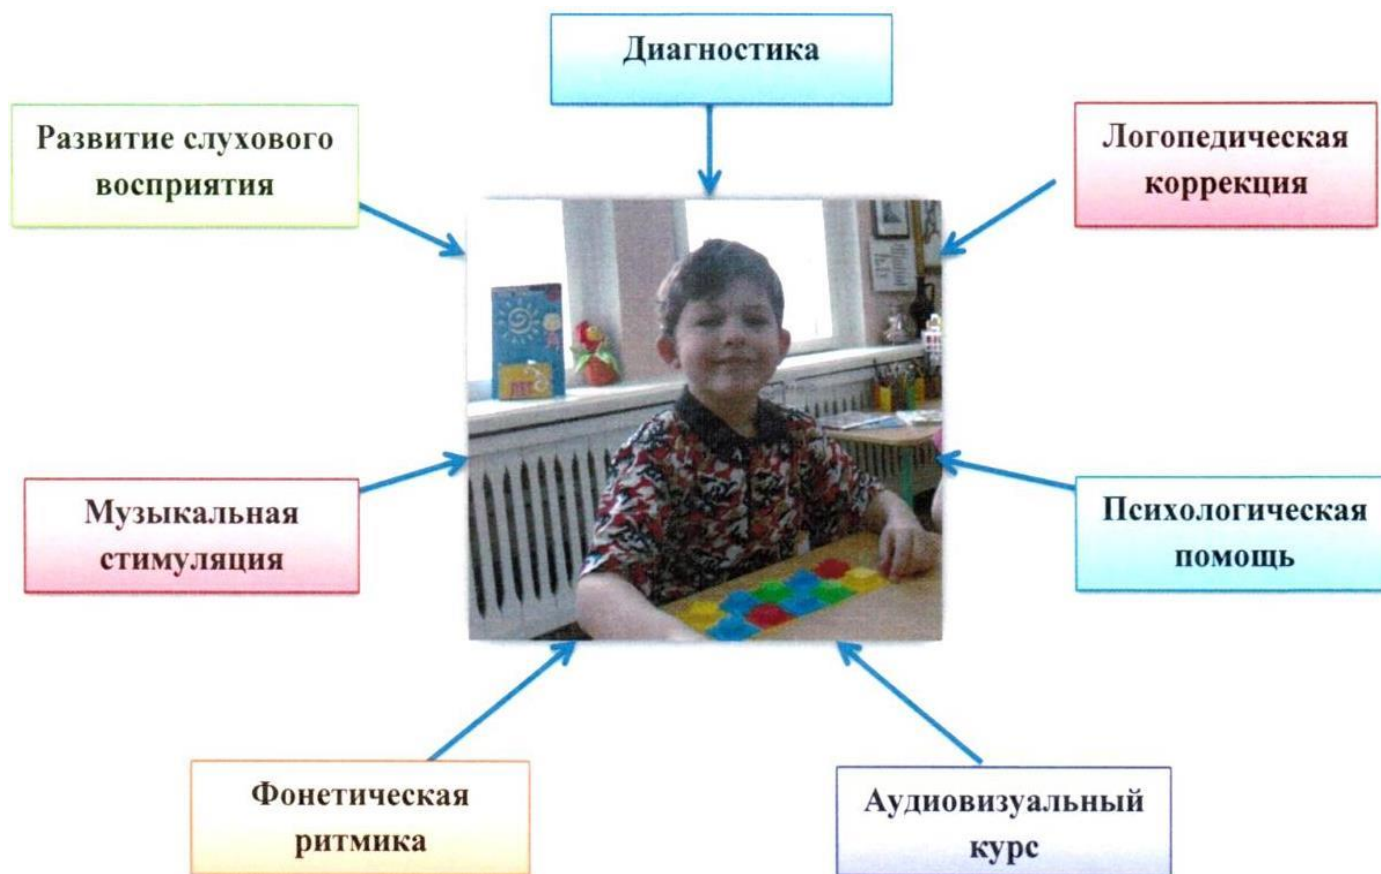 Диагностика
Развитие слухового
восприятия
Логопедическая
коррекция
Музыкальная
стимуляция
Психологическая
помощь
Фонетическая
ритмика
Аудиовизуальный
курс